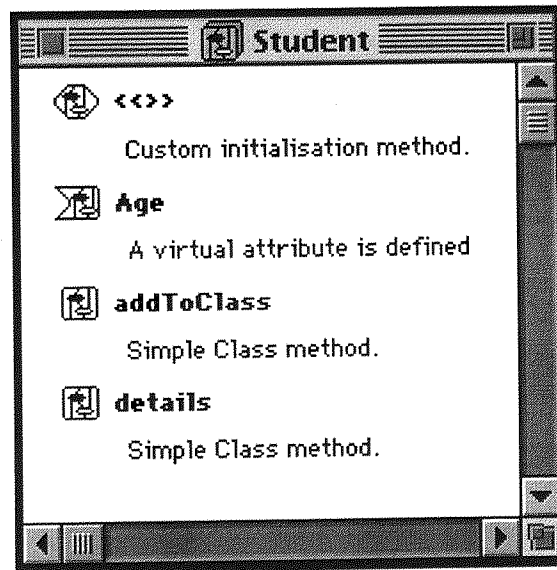 Student
<<>>
Custom initialisation method.
Age
A virtual attribute is defined
addToClass
Simple Class method.
details
Simple Class method.